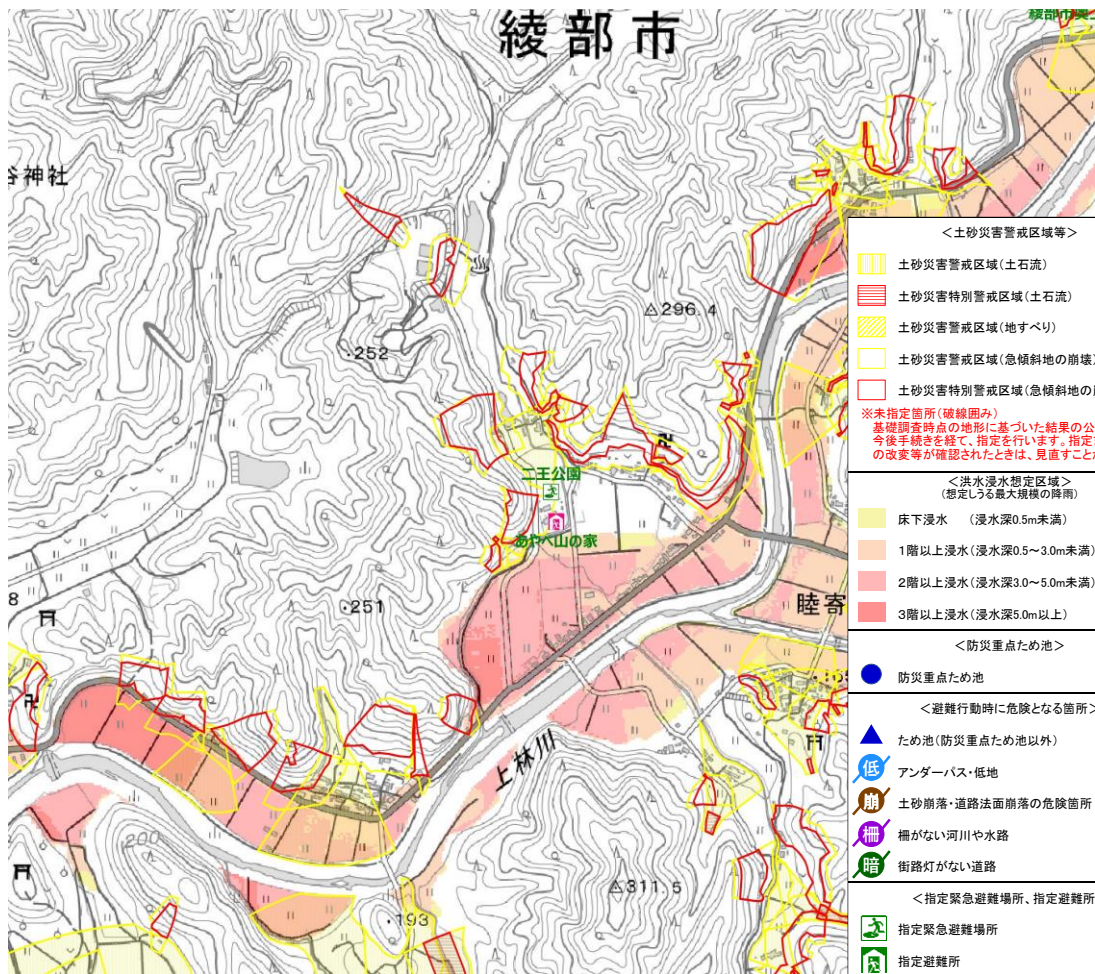 綾部市
谷神社
296.4
・252
二王公園
あやべ山の家
8
・251
睦寄
上林川
200
311.5
・193
＜土砂災害警戒区域等＞
土砂災害警戒区域（土石流）
土砂災害特別警戒区域（土石流）
土砂災害警戒区域（地すべり）
土砂災害警戒区域（急傾斜地の崩壊）
土砂災害特別警戒区域（急傾斜地の
※未指定箇所（破線囲み）
基礎調査時点の地形に基づいた結果の公
今後手続きを経て、指定を行います。指定
の改変等が確認されたときは、見直すこと
＜洪水浸水想定区域＞
（想定しうる最大規模の降雨）
床下浸水　（浸水深0.5m未満）
1階以上浸水（浸水深0.5～3.0m未満）
2階以上浸水（浸水深3.0～5.0m未満）
3階以上浸水（浸水深5.0m以上）
＜防災重点ため池＞
防災重点ため池
＜避難行動時に危険となる箇所＞
ため池（防災重点ため池以外）
低 アンダーパス・低地
崩 土砂崩落・道路法面崩落の危険箇所
柵 柵がない河川や水路
暗 街路灯がない道路
＜指定緊急避難場所、指定避難所
指定緊急避難場所
指定避難所